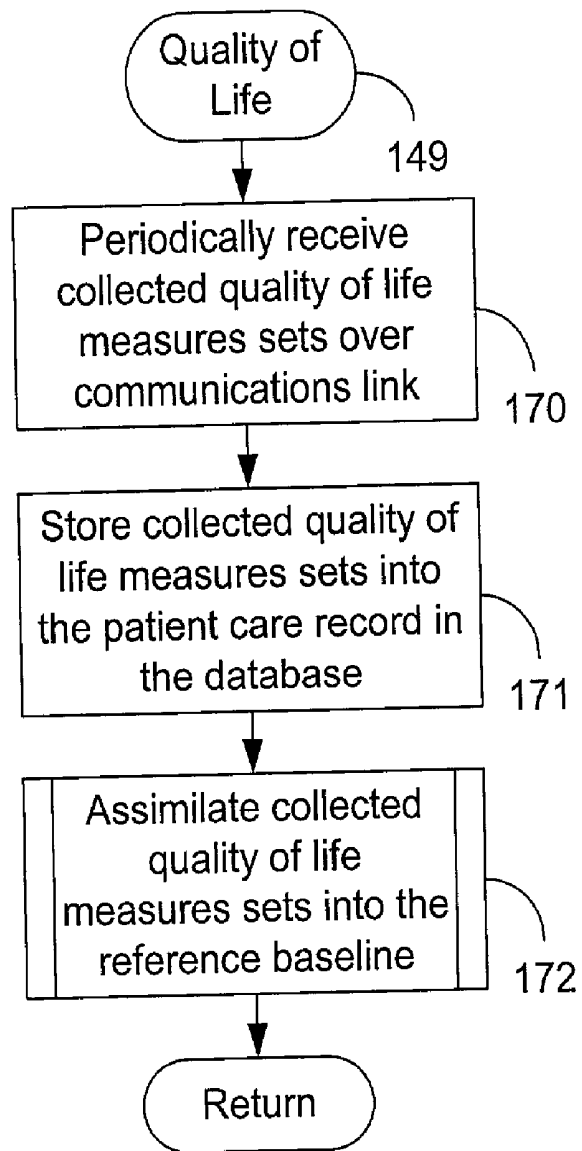 Quality of
Life
149
Periodically receive
collected quality of life
measures sets over
communications link
170
Store collected quality of
life measures sets into
the patient care record in
the database
171
Assimilate collected
quality of life
measures sets into the
reference baseline
172
Return